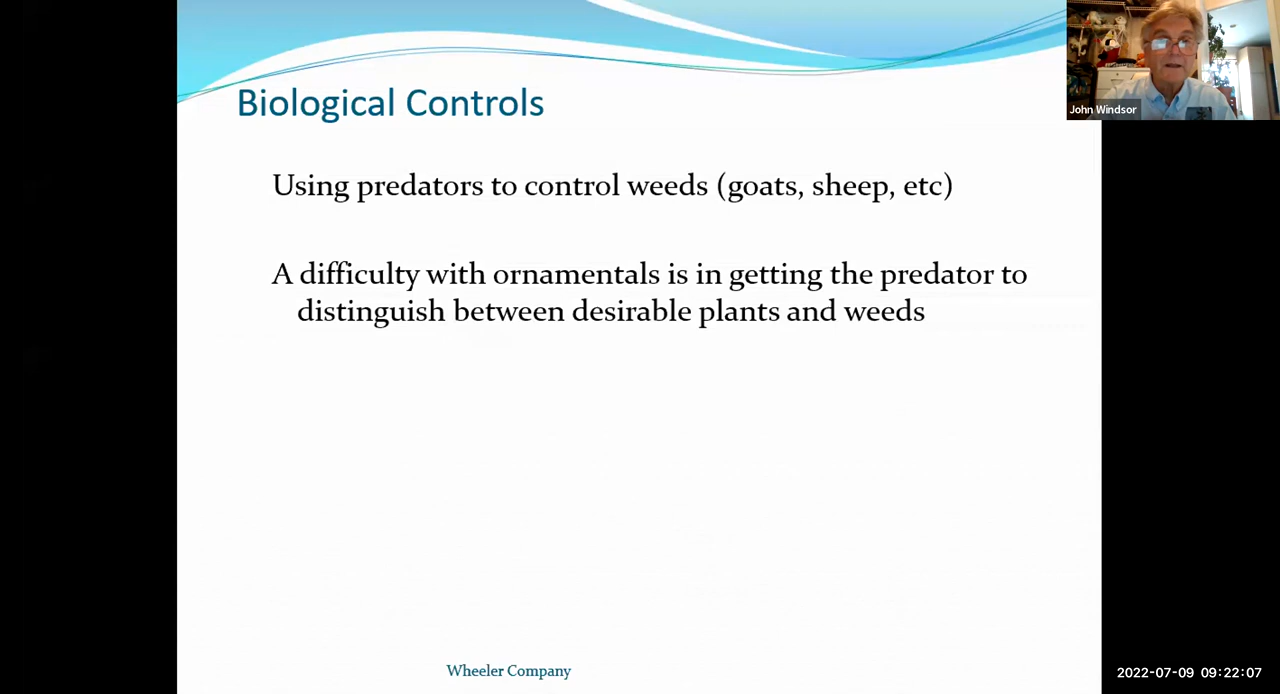 Biological Controls
John Windsor
Using predators to control weeds (goats, sheep, etc)
A difficulty with ornamentals is in getting the predator to
distinguish between desirable plants and weeds
Wheeler Company
2022-07-09 09:22:07